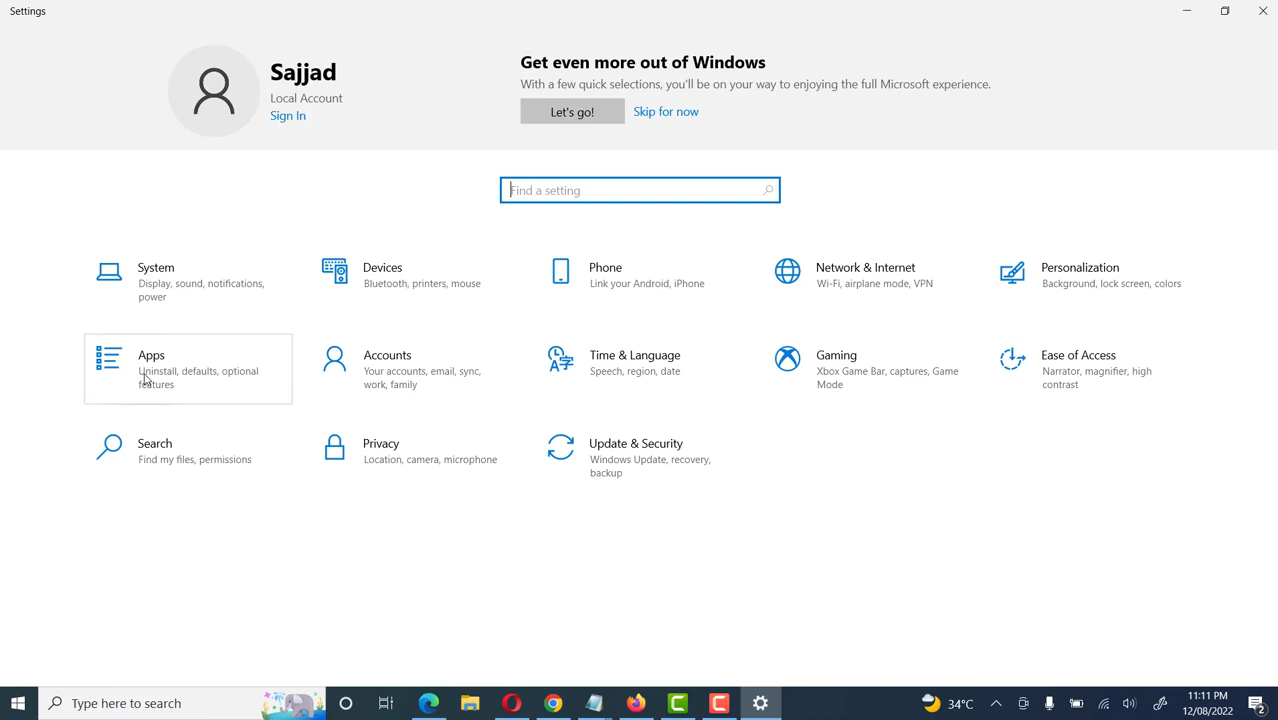 Settings
Sajjad
Local Account
Sign In
Get even more out of Windows
With a few quick selections, you'll be on your way to enjoying the full Microsoft experience.
Let's go!
Skip for now
Find a setting
System
Display, sound, notifications,
power
Devices
Bluetooth, printers, mouse
Phone
Link your Android, iPhone
Network & Internet
Wi-Fi, airplane mode, VPN
Personalization
Background, lock screen, colors
Apps
Uninstall, defaults, optional
features
Accounts
Your accounts, email, sync,
work, family
Time & Language
Speech, region, date
Gaming
Xbox Game Bar, captures, Game
Mode
Ease of Access
Narrator, magnifier, high
contrast
Search
Find my files, permissions
Privacy
Location, camera, microphone
Update & Security
Windows Update, recovery,
backup
Type here to search
34°C
11:11 PM
12/08/2022
2